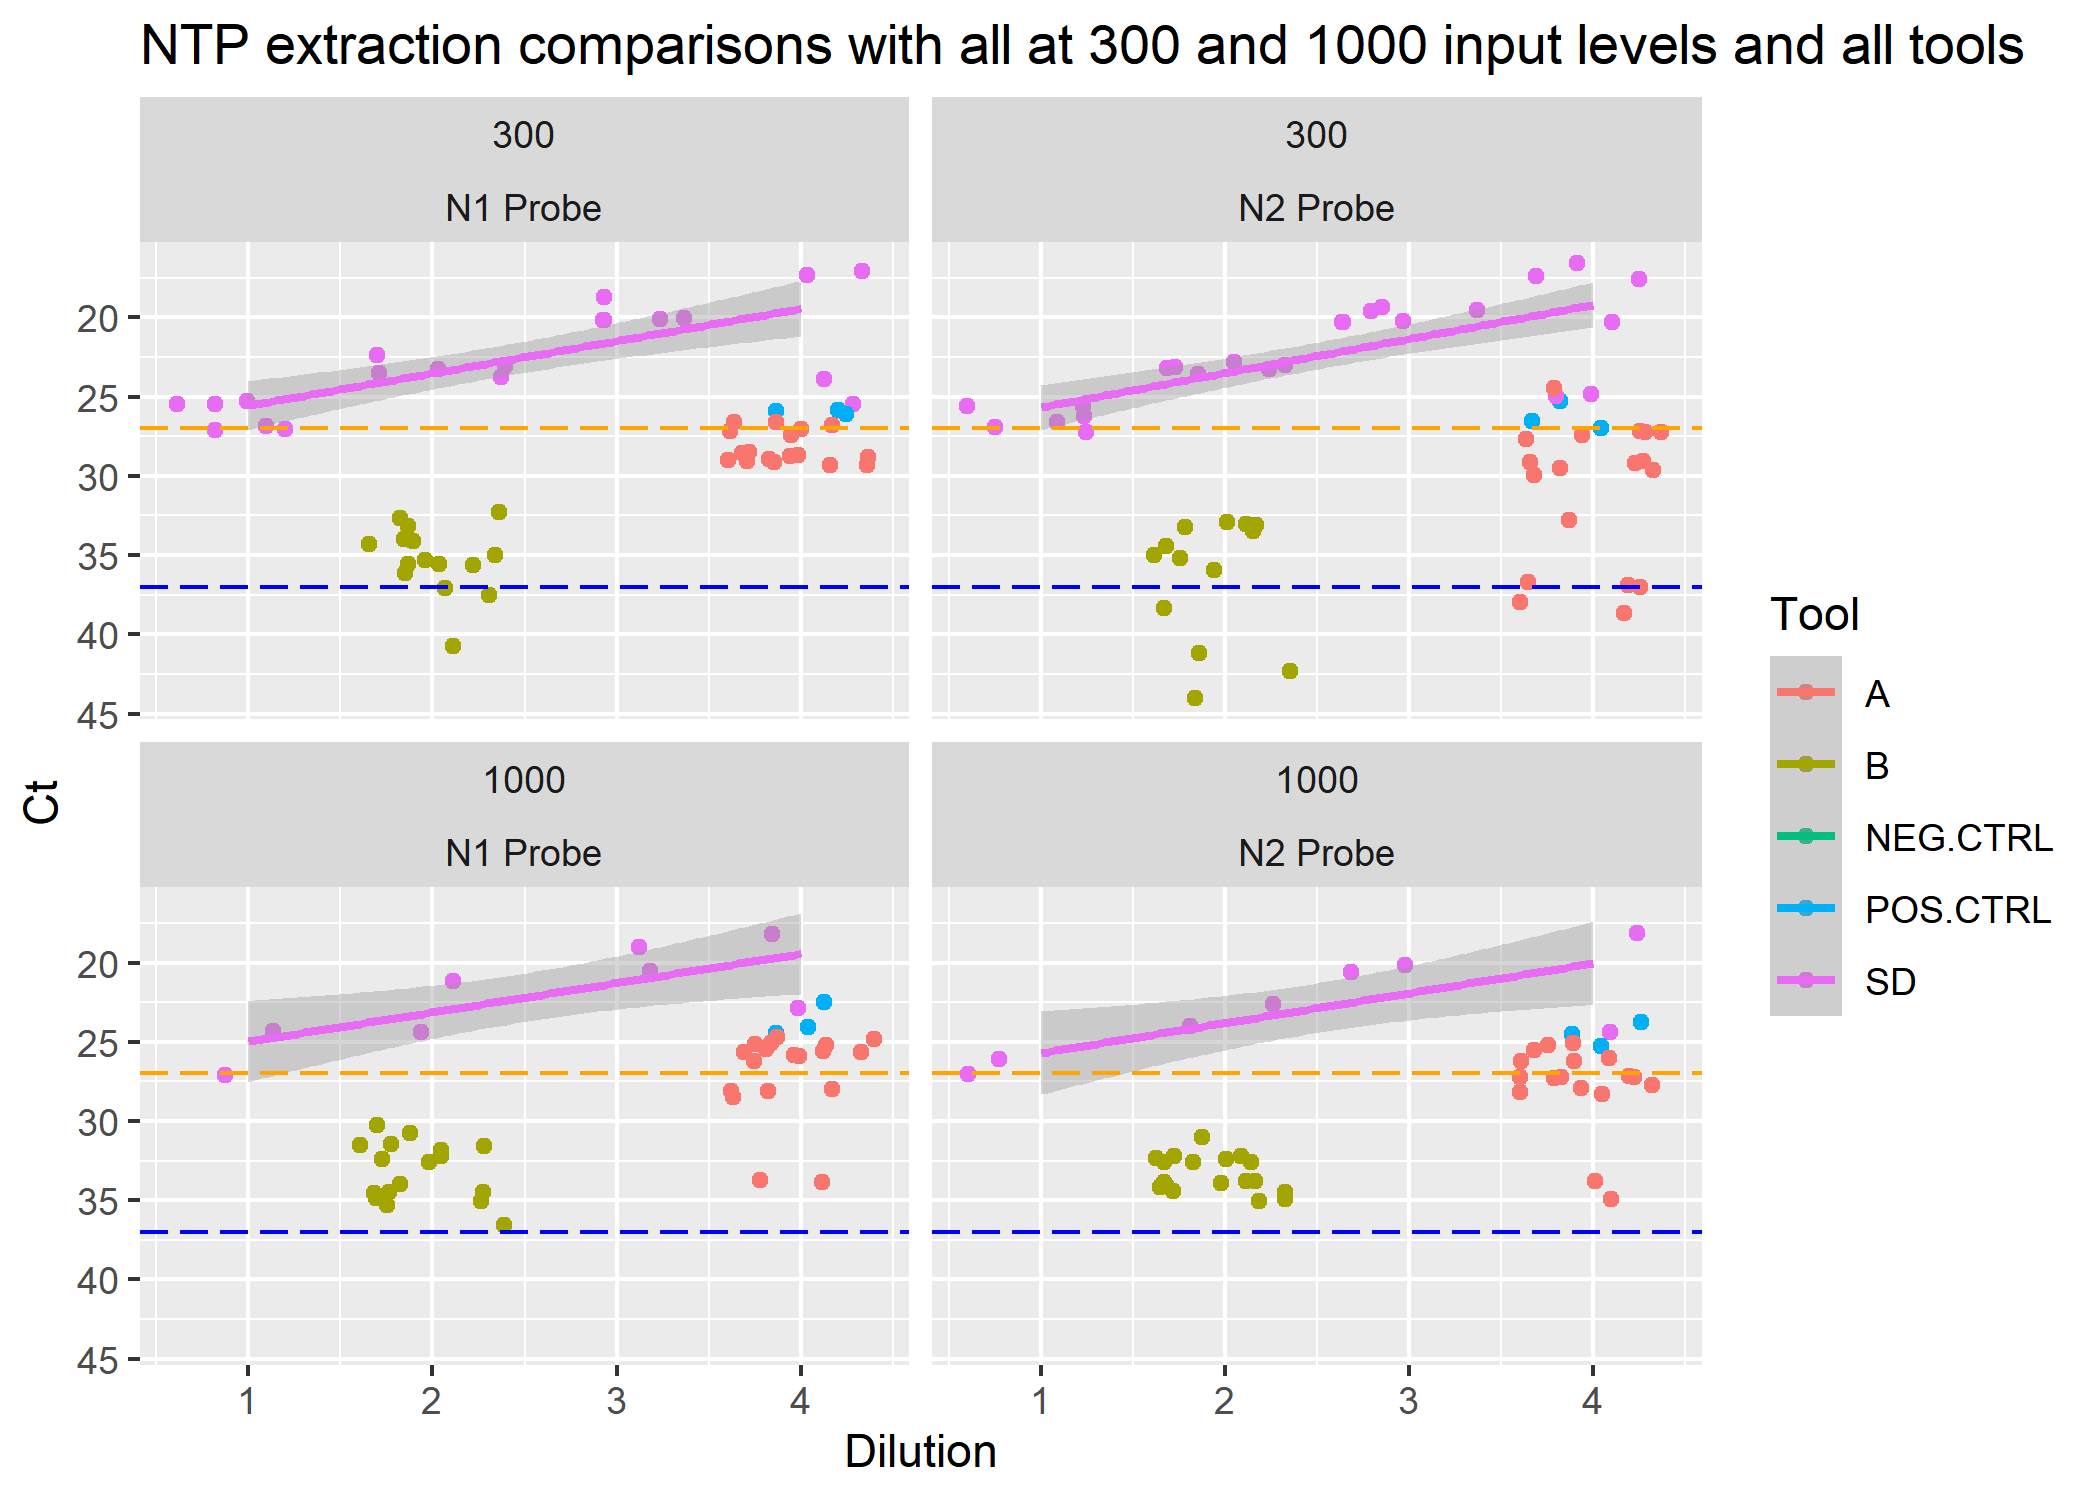 NTP extraction comparisons with all at 300 and 1000 input levels and all tools
300
300
N1 Probe
N2 Probe
20
25
30
35
40
45
1000
1000
N1 Probe
N2 Probe
20
25
30
35
40
45
1
2
3
4
1
2
3
4
Ct
Dilution
Tool
A
B
NEG.CTRL
POS.CTRL
SD